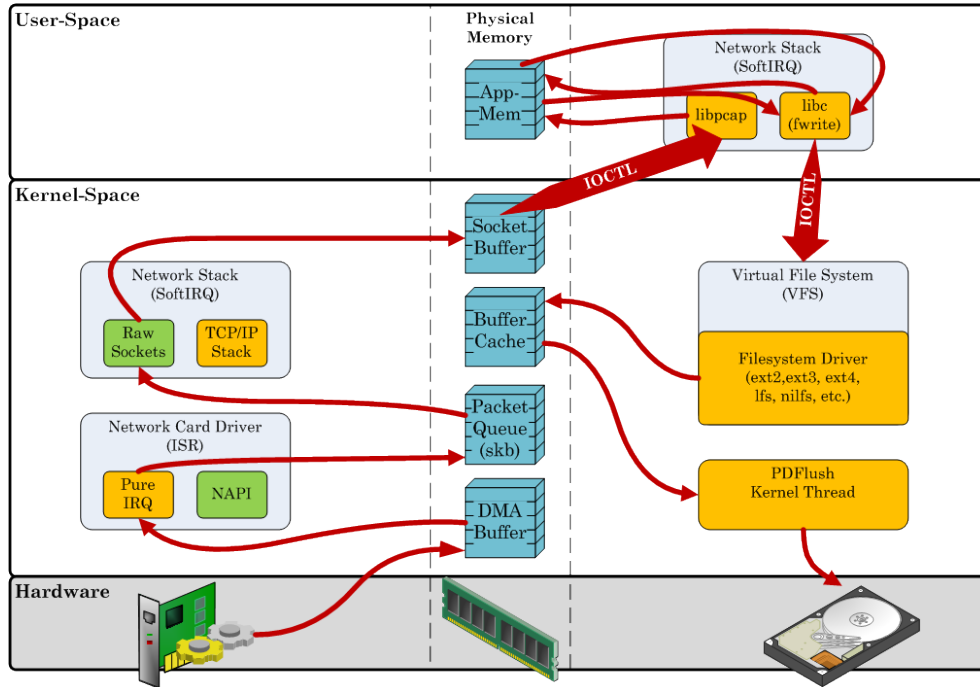 User-Space
Physical
Memory
Network Stack
(SoftIRQ)
App-
Mem
libpcap
libc
(fwrite)
IOCTL
IOCTL
Kernel-Space
Socket
Buffer
Network Stack
(SoftIRQ)
Raw
Sockets
TCP/IP
Stack
Virtual File System
(VFS)
Buffer
Cache
Filesystem Driver
(ext2,ext3, ext4,
lfs, nilfs, etc.)
Packet
Queue
(skb)
Network Card Driver
(ISR)
Pure
IRQ
NAPI
PDFlush
Kernel Thread
DMA
Buffer
Hardware